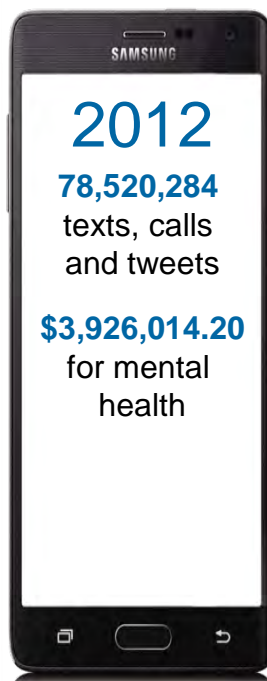 SAMSUNG
2012
78,520,284
texts, calls
and tweets
$3,926,014.20
for mental
health